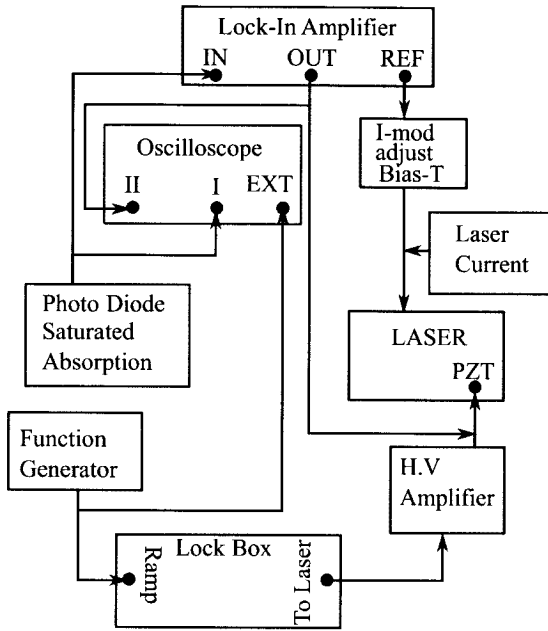 Lock-In Amplifier
IN OUT REF
Oscilloscope
II I EXT
I-mod
adjust
Bias-T
Laser
Current
Photo Diode
Saturated
Absorption
LASER
PZT
Function
Generator
H.V
Amplifier
Lock Box
Ramp
To Laser